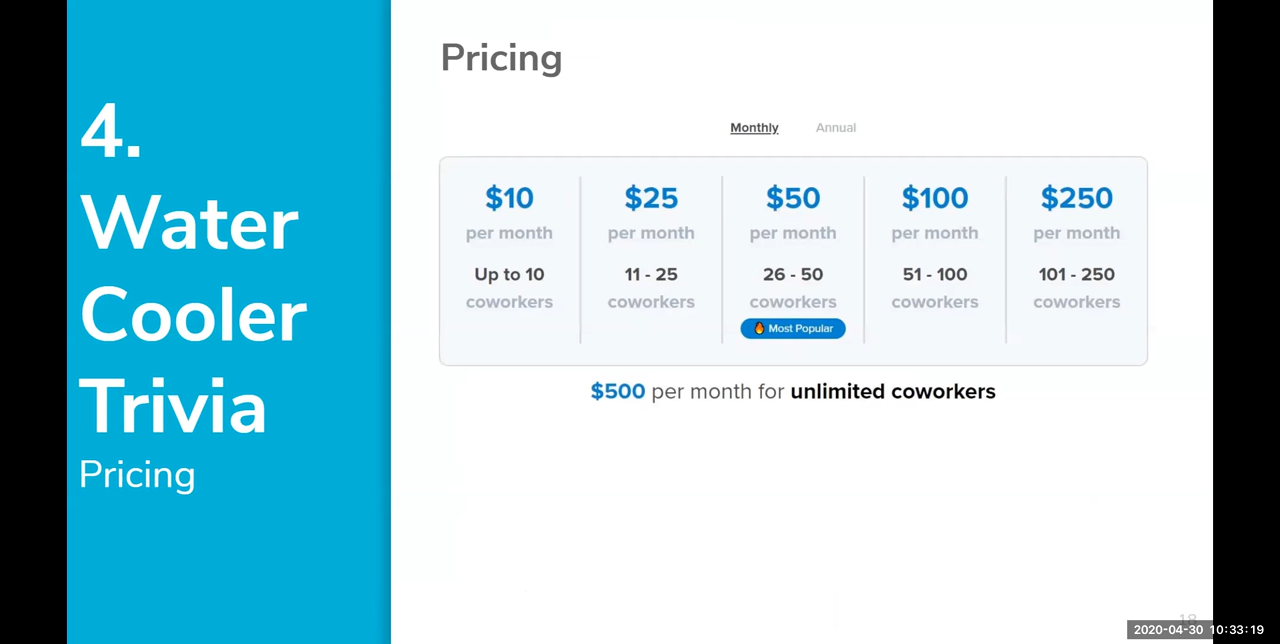 4.
Water
Cooler
Trivia
Pricing
Pricing
Monthly Annual
$10 $25 $50 $100 $250
per month per month per month per month per month
Up to 10 11 - 25 26 - 50 51 - 100 101 - 250
coworkers coworkers coworkers coworkers coworkers
🔥 Most Popular
$500 per month for unlimited coworkers
18
2020-04-30 10:33:19